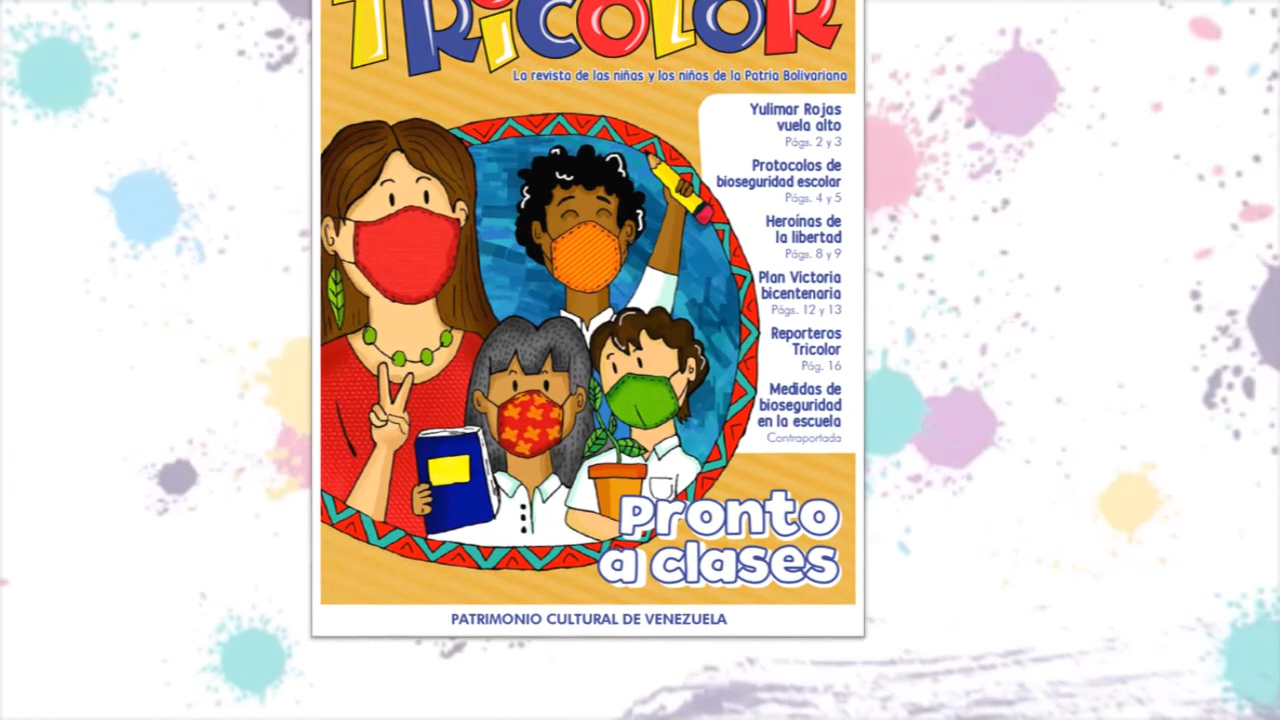 TRICOLOR
La revista de las niñas y los niños de la Patria Bolivariana
Yulimar Rojas
vuela alto
Págs. 2 y 3
Protocolos de
bioseguridad escolar
Págs. 4 y 5
Heroínas de
la libertad
Págs. 8 y 9
Plan Victoria
bicentenaria
Págs. 12 y 13
Reporteros
Tricolor
Pág. 16
Medidas de
bioseguridad
en la escuela
Contraportada
Pronto
a clases
PATRIMONIO CULTURAL DE VENEZUELA